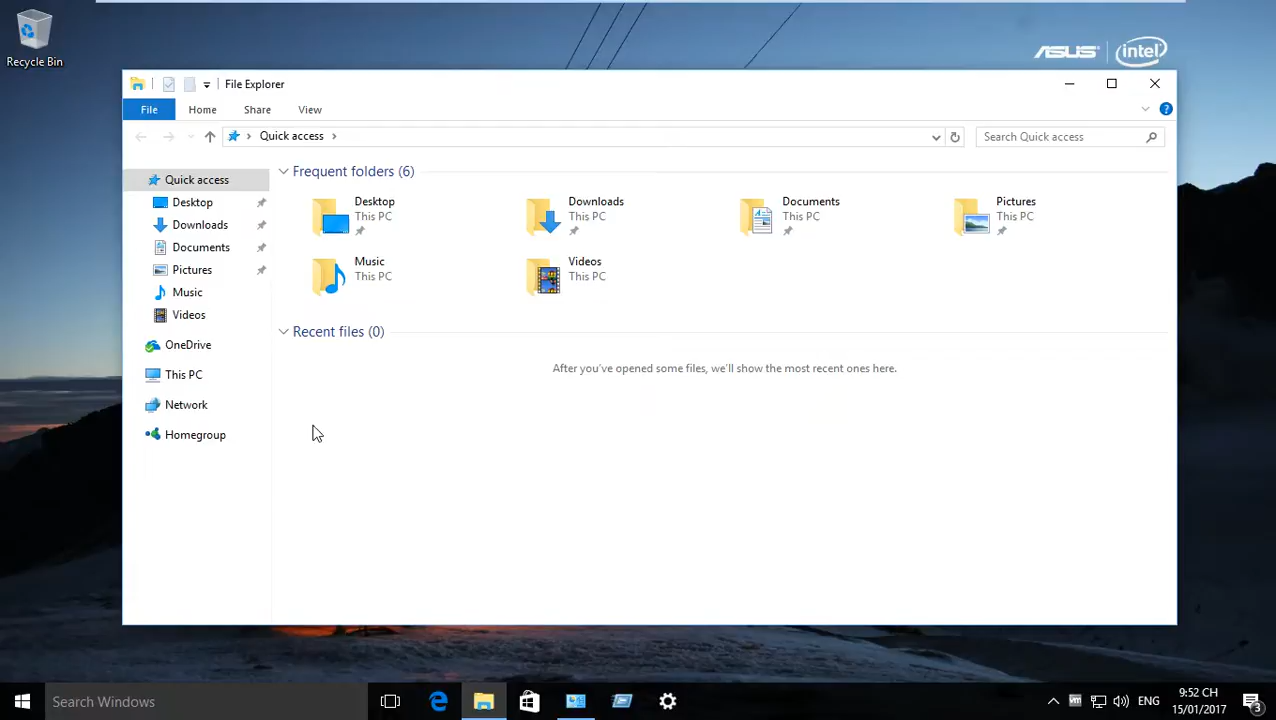 Recycle Bin
ASUS intel
File Explorer
File Home Share View
Quick access
Search Quick access
Quick access
Desktop
Downloads
Documents
Pictures
Music
Videos
OneDrive
This PC
Network
Homegroup
Frequent folders (6)
Desktop
This PC
Downloads
This PC
Documents
This PC
Pictures
This PC
Music
This PC
Videos
This PC
Recent files (0)
After you've opened some files, we'll show the most recent ones here.
Search Windows
ENG
9:52 CH
15/01/2017
3